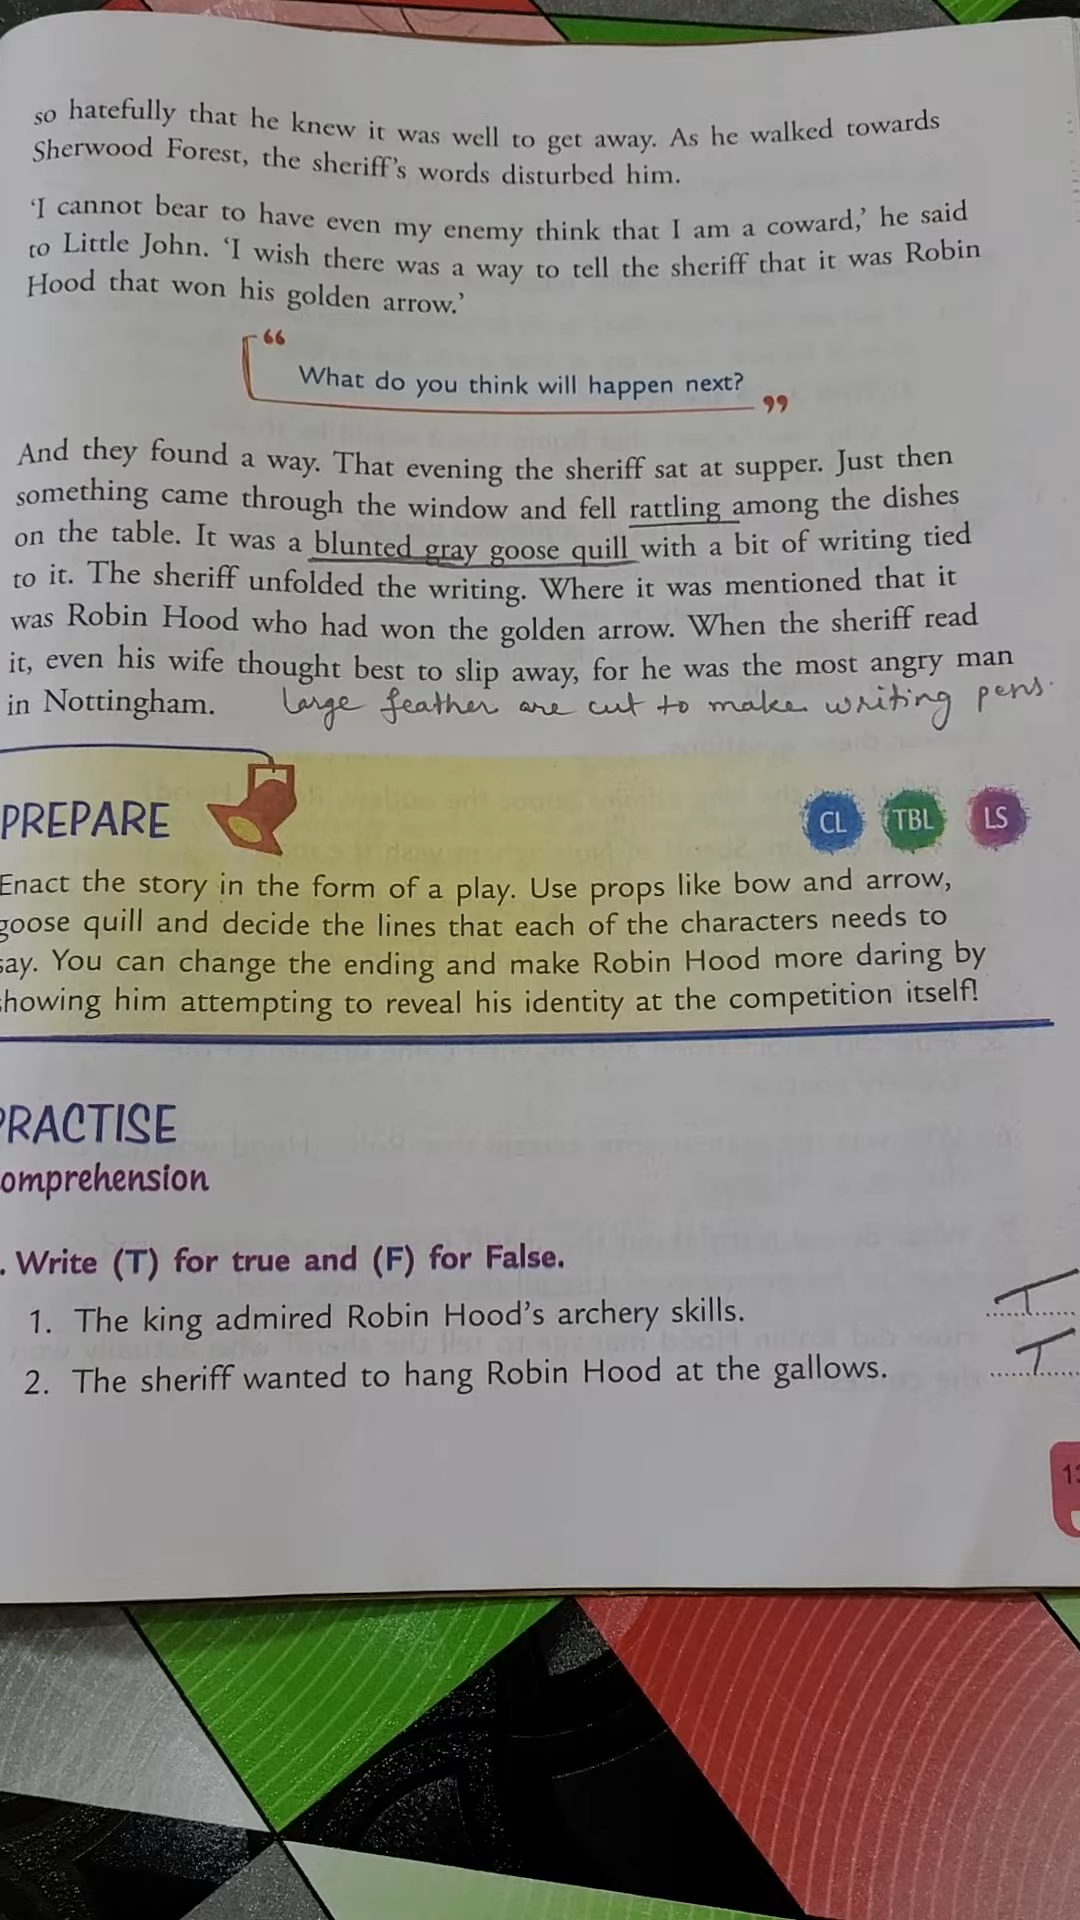 so hatefully that he knew it was well to get away. As he walked towards
Sherwood Forest, the sheriff's words disturbed him.
'I cannot bear to have even my enemy think that I am a coward,' he said
to Little John. 'I wish there was a way to tell the sheriff that it was Robin
Hood that won his golden arrow.'
“
What do you think will happen next?
”
And they found a way. That evening the sheriff sat at supper. Just then
something came through the window and fell rattling among the dishes
on the table. It was a blunted gray goose quill with a bit of writing tied
to it. The sheriff unfolded the writing. Where it was mentioned that it
was Robin Hood who had won the golden arrow. When the sheriff read
it, even his wife thought best to slip away, for he was the most angry man
in Nottingham. large feather are cut to make writing pens.
PREPARE
CL TBL LS
Enact the story in the form of a play. Use props like bow and arrow,
goose quill and decide the lines that each of the characters needs to
say. You can change the ending and make Robin Hood more daring by
showing him attempting to reveal his identity at the competition itself!
PRACTISE
omprehension
. Write (T) for true and (F) for False.
1. The king admired Robin Hood's archery skills. T
2. The sheriff wanted to hang Robin Hood at the gallows. T